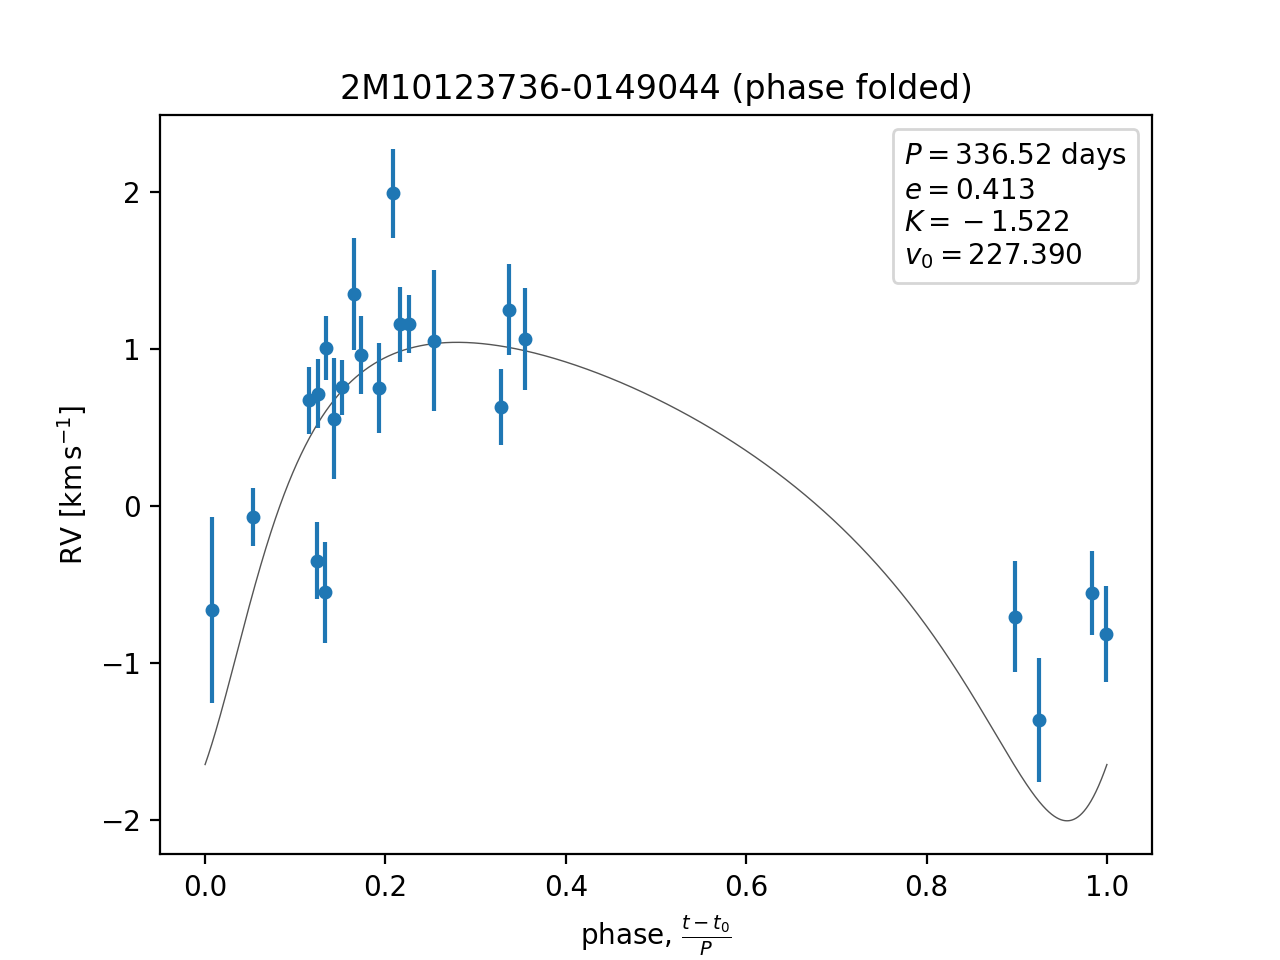 2M10123736-0149044 (phase folded)
P = 336.52 days
e = 0.413
K = −1.522
v₀ = 227.390
RV [km s⁻¹]
2
1
0
−1
−2
0.0 0.2 0.4 0.6 0.8 1.0
phase, (t − t₀)/P